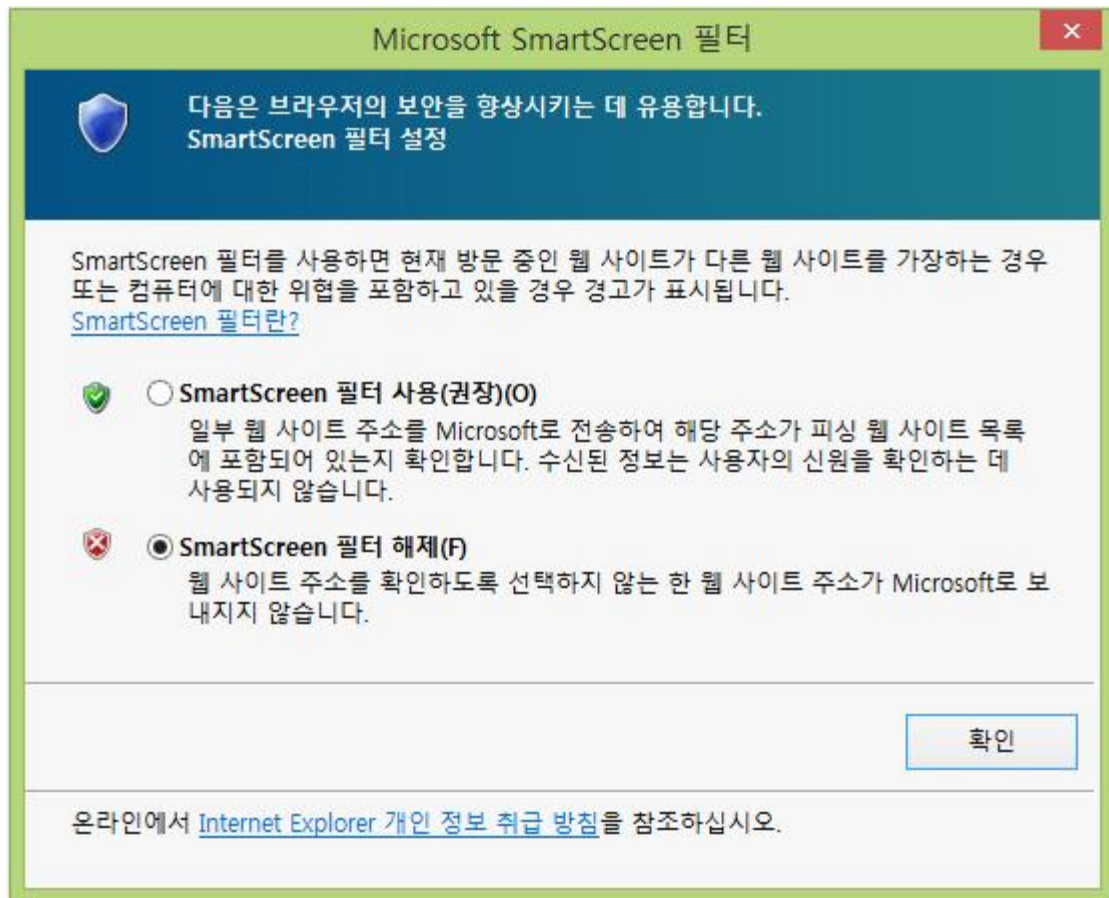 Microsoft SmartScreen 필터
다음은 브라우저의 보안을 향상시키는 데 유용합니다.
SmartScreen 필터 설정
SmartScreen 필터를 사용하면 현재 방문 중인 웹 사이트가 다른 웹 사이트를 가장하는 경우
또는 컴퓨터에 대한 위협을 포함하고 있을 경우 경고가 표시됩니다.
SmartScreen 필터란?
SmartScreen 필터 사용(권장)(O)
일부 웹 사이트 주소를 Microsoft로 전송하여 해당 주소가 피싱 웹 사이트 목록
에 포함되어 있는지 확인합니다. 수신된 정보는 사용자의 신원을 확인하는 데
사용되지 않습니다.
SmartScreen 필터 해제(F)
웹 사이트 주소를 확인하도록 선택하지 않는 한 웹 사이트 주소가 Microsoft로 보
내지지 않습니다.
확인
온라인에서 Internet Explorer 개인 정보 취급 방침을 참조하십시오.